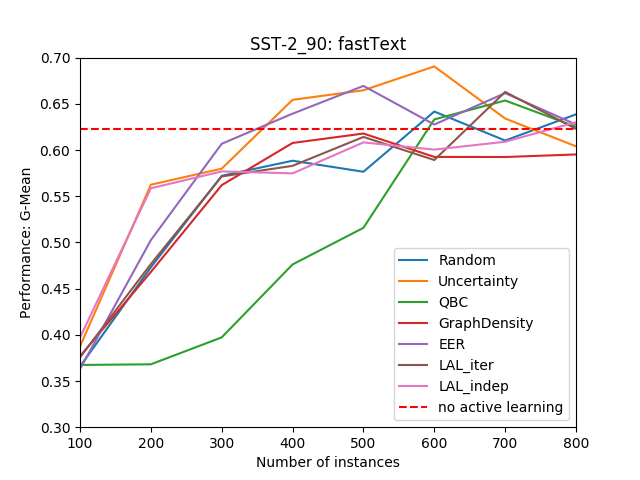 SST-2_90: fastText
Performance: G-Mean
0.70
0.65
0.60
0.55
0.50
0.45
0.40
0.35
0.30
Random
Uncertainty
QBC
GraphDensity
EER
LAL_iter
LAL_indep
no active learning
100 200 300 400 500 600 700 800
Number of instances